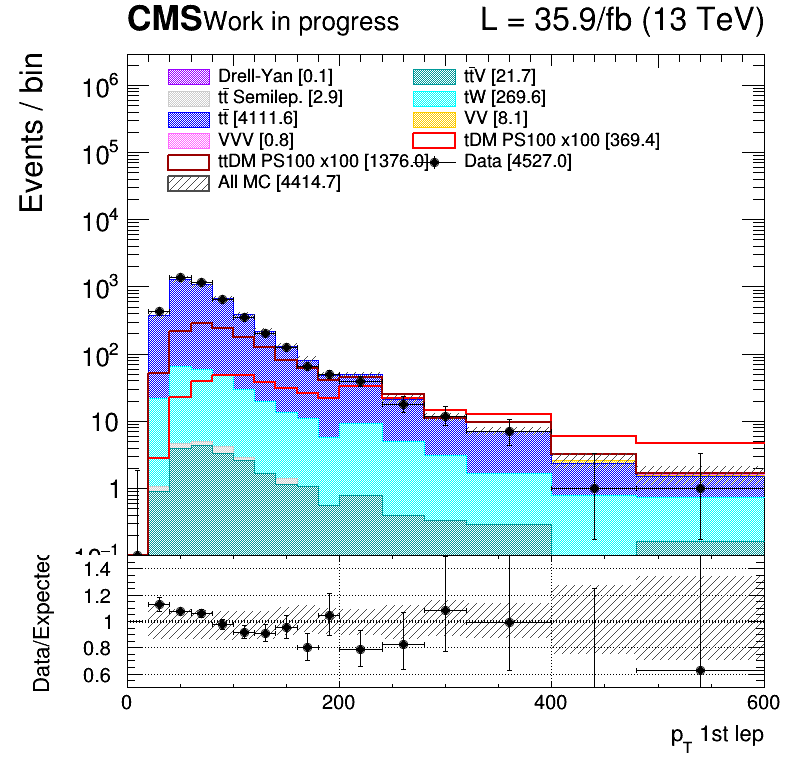 CMS Work in progress L = 35.9/fb (13 TeV)
Events / bin
10⁶
10⁵
10⁴
10³
10²
10
1
10⁻¹
Drell-Yan [0.1] tt̄V [21.7]
tt̄ Semilep. [2.9] tW [269.6]
tt̄ [4111.6] VV [8.1]
VVV [0.8] tDM PS100 x100 [369.4]
ttDM PS100 x100 [1376.0] Data [4527.0]
All MC [4414.7]
Data/Expected
1.4
1.2
1
0.8
0.6
0 200 400 600
p_T 1st lep